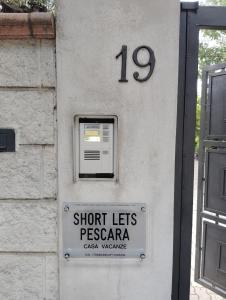 19
SHORT LETS
PESCARA
CASA VACANZE